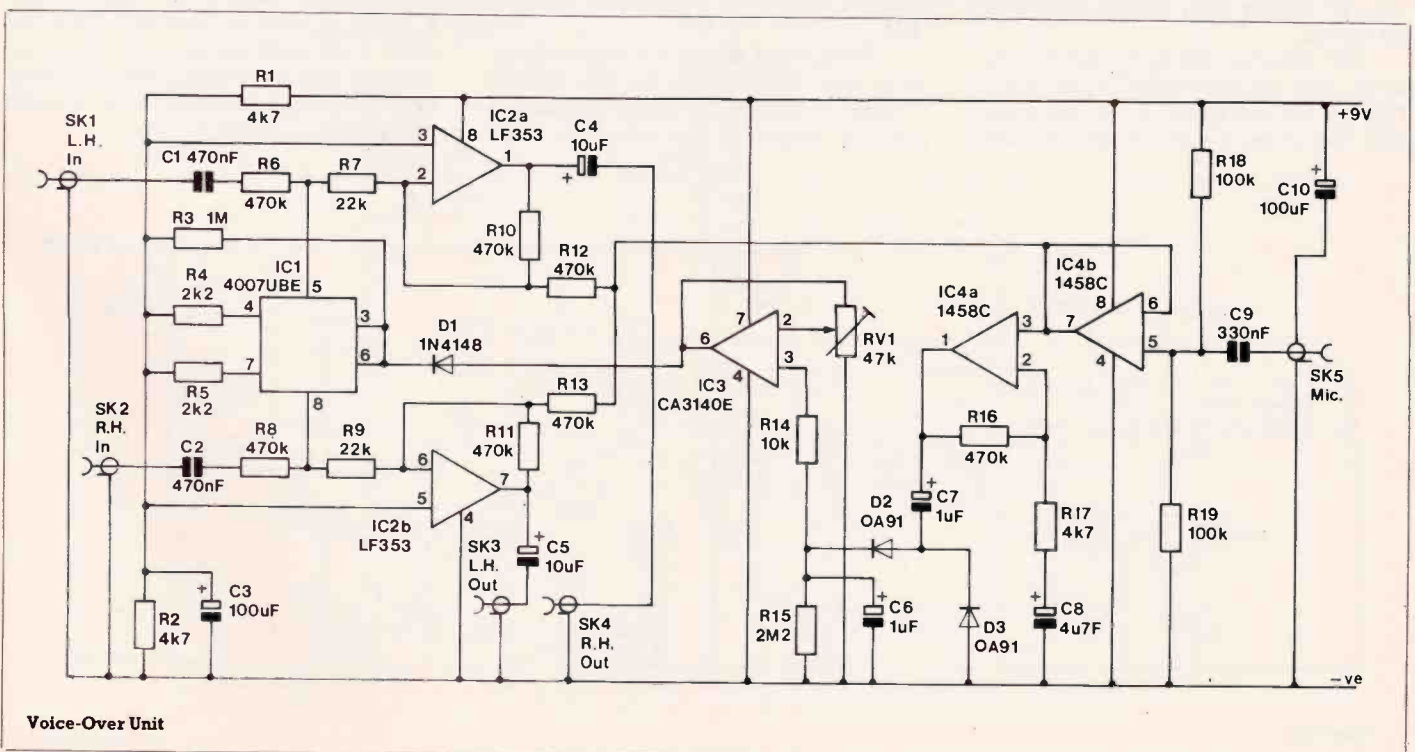 R1
4k7
SK1
L.H.
In
C1 470nF
R6
470k
R7
22k
3
2
8
1
IC2a
LF353
C4
10uF
+
R10
470k
R12
470k
R3 1M
R4
2k2
R5
2k2
IC1
4007UBE
5
4
7
3
6
8
D1
1N4148
SK2
R.H.
In
C2
470nF
R8
470k
R9
22k
6
5
7
4
IC2b
LF353
R11
470k
R13
470k
+
C5
10uF
SK3
L.H.
Out
SK4
R.H.
Out
R2
4k7
+
C3
100uF
7
2
3
6
4
IC3
CA3140E
RV1
47k
R14
10k
R15
2M2
+
C6
1uF
D2
OA91
D3
OA91
+
C7
1uF
IC4a
1458C
1
3
2
R16
470k
R17
4k7
+
C8
4u7F
IC4b
1458C
8
6
7
5
4
R18
100k
R19
100k
C9
330nF
+
C10
100uF
SK5
Mic.
+9V
−ve
Voice-Over Unit